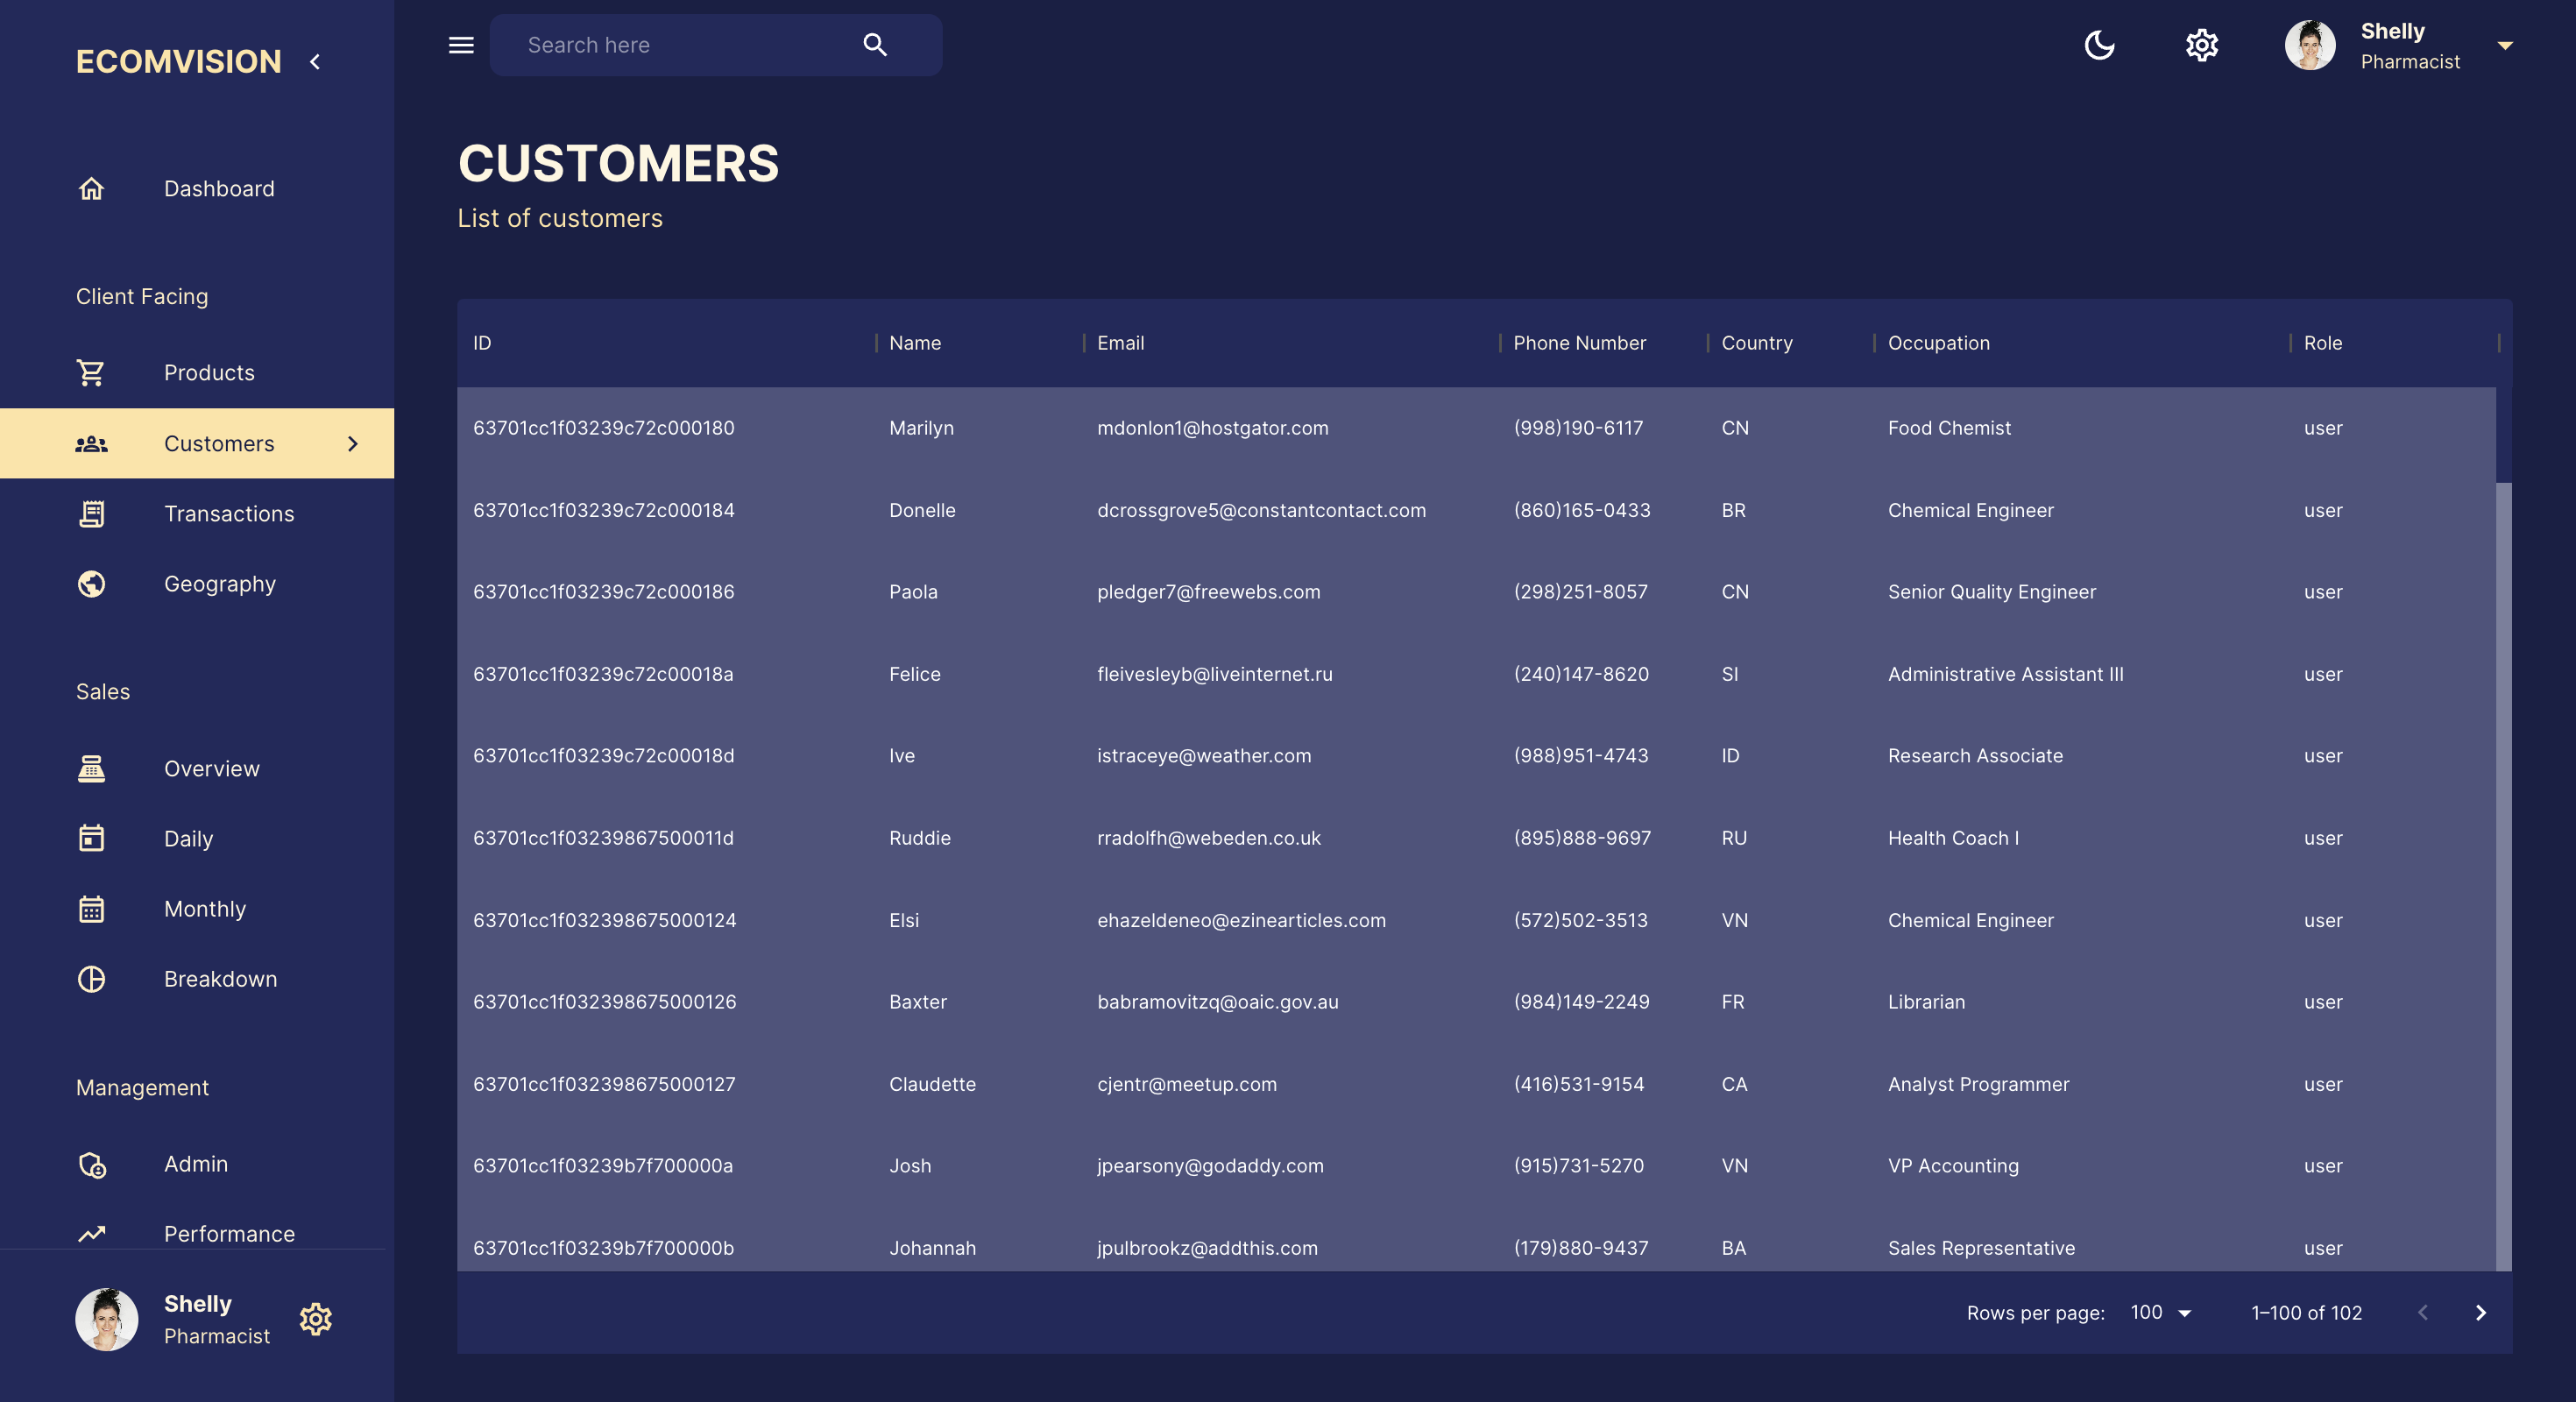 ECOMVISION
Search here
Shelly
Pharmacist
Dashboard
Client Facing
Products
Customers
Transactions
Geography
Sales
Overview
Daily
Monthly
Breakdown
Management
Admin
Performance
Shelly
Pharmacist
CUSTOMERS
List of customers
ID Name Email Phone Number Country Occupation Role
63701cc1f03239c72c000180 Marilyn mdonlon1@hostgator.com (998)190-6117 CN Food Chemist user
63701cc1f03239c72c000184 Donelle dcrossgrove5@constantcontact.com (860)165-0433 BR Chemical Engineer user
63701cc1f03239c72c000186 Paola pledger7@freewebs.com (298)251-8057 CN Senior Quality Engineer user
63701cc1f03239c72c00018a Felice fleivesleyb@liveinternet.ru (240)147-8620 SI Administrative Assistant III user
63701cc1f03239c72c00018d Ive istraceye@weather.com (988)951-4743 ID Research Associate user
63701cc1f03239867500011d Ruddie rradolfh@webeden.co.uk (895)888-9697 RU Health Coach I user
63701cc1f032398675000124 Elsi ehazeldeneo@ezinearticles.com (572)502-3513 VN Chemical Engineer user
63701cc1f032398675000126 Baxter babramovitzq@oaic.gov.au (984)149-2249 FR Librarian user
63701cc1f032398675000127 Claudette cjentr@meetup.com (416)531-9154 CA Analyst Programmer user
63701cc1f03239b7f700000a Josh jpearsony@godaddy.com (915)731-5270 VN VP Accounting user
63701cc1f03239b7f700000b Johannah jpulbrookz@addthis.com (179)880-9437 BA Sales Representative user
Rows per page: 100 1–100 of 102